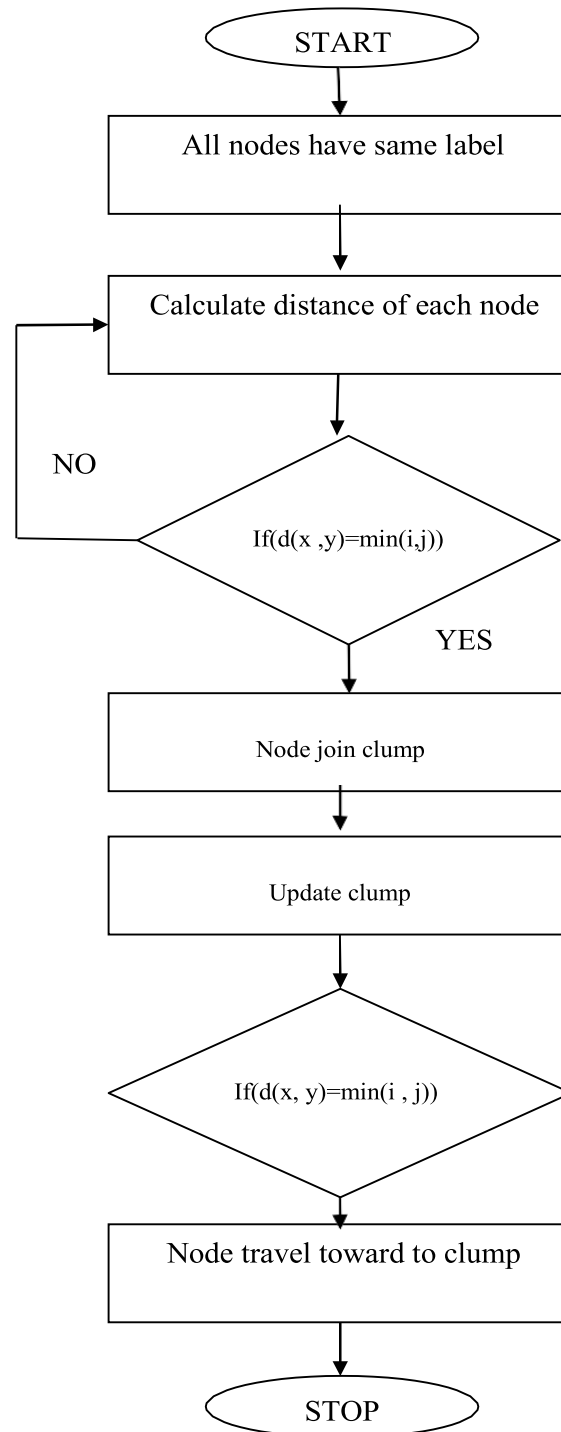 START
All nodes have same label
Calculate distance of each node
NO
If(d(x ,y)=min(i,j))
YES
Node join clump
Update clump
If(d(x, y)=min(i , j))
Node travel toward to clump
STOP